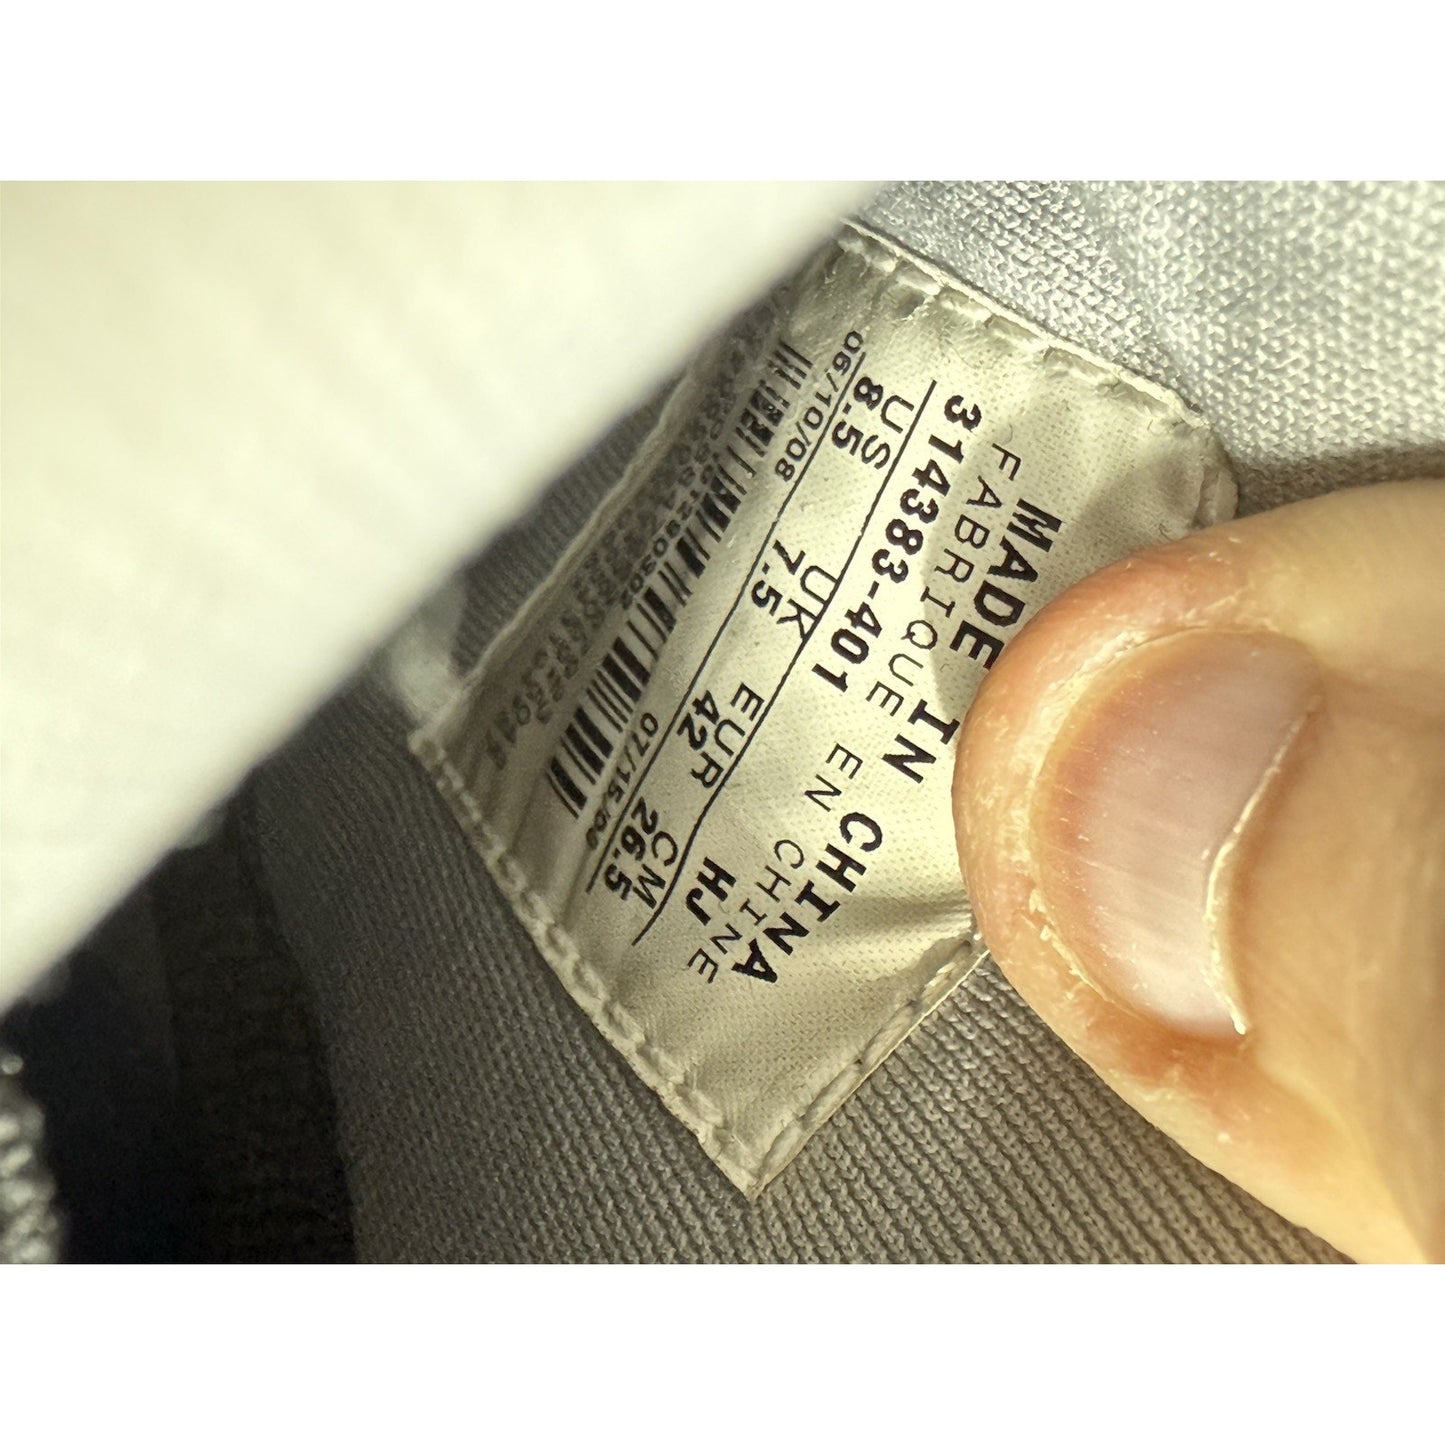 MADE IN CHINA
FABRIQUE EN CHINE
314383-401 HJ
US UK EUR CM
8.5 7.5 42 26.5
06/10/08 07/15/08